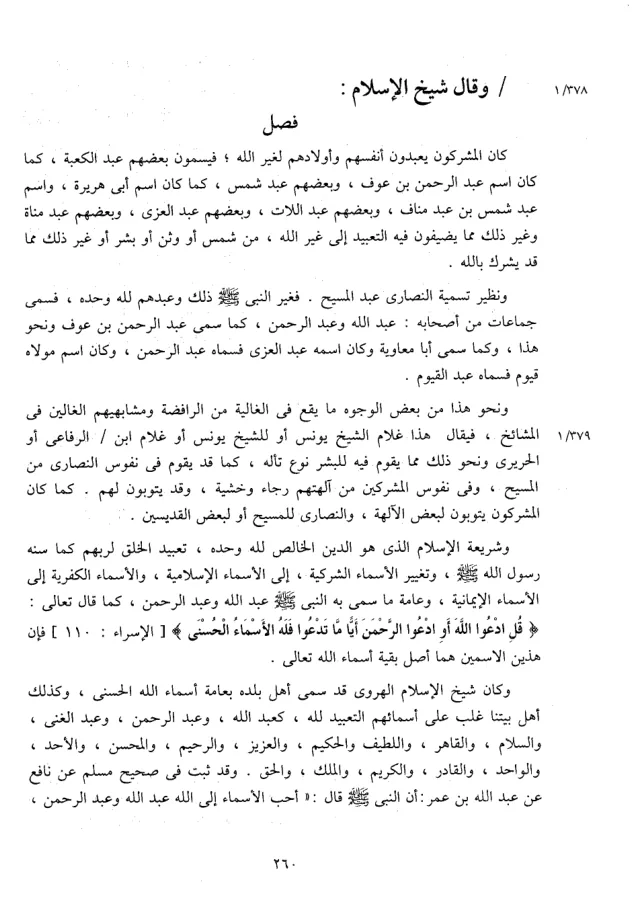 ١/٣٧٨
/ وقال شيخ الإسلام :
فصل
كان المشركون يعبدون أنفسهم وأولادهم لغير الله ؛ فيسمون بعضهم عبد الكعبة ، كما
كان اسم عبد الرحمن بن عوف ، وبعضهم عبد شمس ، كما كان اسم أبى هريرة ، واسم
عبد شمس بن عبد مناف ، وبعضهم عبد اللات ، وبعضهم عبد العزى ، وبعضهم عبد مناة
وغير ذلك مما يضيفون فيه التعبيد إلى غير الله ، من شمس أو وثن أو بشر أو غير ذلك مما
قد يشرك بالله .
ونظير تسمية النصارى عبد المسيح . فغير النبى ﷺ ذلك وعبدهم لله وحده ، فسمى
جماعات من أصحابه : عبد الله وعبد الرحمن ، كما سمى عبد الرحمن بن عوف ونحو
هذا ، وكما سمى أبا معاوية وكان اسمه عبد العزى فسماه عبد الرحمن ، وكان اسم مولاه
قيوم فسماه عبد القيوم .
ونحو هذا من بعض الوجوه ما يقع فى الغالية من الرافضة ومشابهيهم الغالين فى
المشائخ ، فيقال هذا غلام الشيخ يونس أو للشيخ يونس أو غلام ابن / الرفاعى أو
١/٣٧٩
الحريرى ونحو ذلك مما يقوم فيه للبشر نوع تأله ، كما قد يقوم فى نفوس النصارى من
المسيح ، وفى نفوس المشركين من آلهتهم رجاء وخشية ، وقد يتوبون لهم . كما كان
المشركون يتوبون لبعض الآلهة ، والنصارى للمسيح أو لبعض القديسين .
وشريعة الإسلام الذى هو الدين الخالص لله وحده ، تعبيد الخلق لربهم كما سنه
رسول الله ﷺ ، وتغيير الأسماء الشركية ، إلى الأسماء الإسلامية ، والأسماء الكفرية إلى
الأسماء الإيمانية ، وعامة ما سمى به النبى ﷺ عبد الله وعبد الرحمن ، كما قال تعالى :
﴿ قُلِ ادْعُوا اللَّهَ أَوِ ادْعُوا الرَّحْمَنَ أَيًّا مَّا تَدْعُوا فَلَهُ الأَسْمَاءُ الْحُسْنَى ﴾ [ الإسراء : ١١٠ ] فإن
هذين الاسمين هما أصل بقية أسماء الله تعالى .
وكان شيخ الإسلام الهروى قد سمى أهل بلده بعامة أسماء الله الحسنى ، وكذلك
أهل بيتنا غلب على أسمائهم التعبيد لله ، كعبد الله ، وعبد الرحمن ، وعبد الغنى ،
والسلام ، والقاهر ، واللطيف والحكيم ، والعزيز ، والرحيم ، والمحسن ، والأحد ،
والواحد ، والقادر ، والكريم ، والملك ، والحق . وقد ثبت فى صحيح مسلم عن نافع
عن عبد الله بن عمر :أن النبى ﷺ قال :« أحب الأسماء إلى الله عبد الله وعبد الرحمن ،
٢٦٠